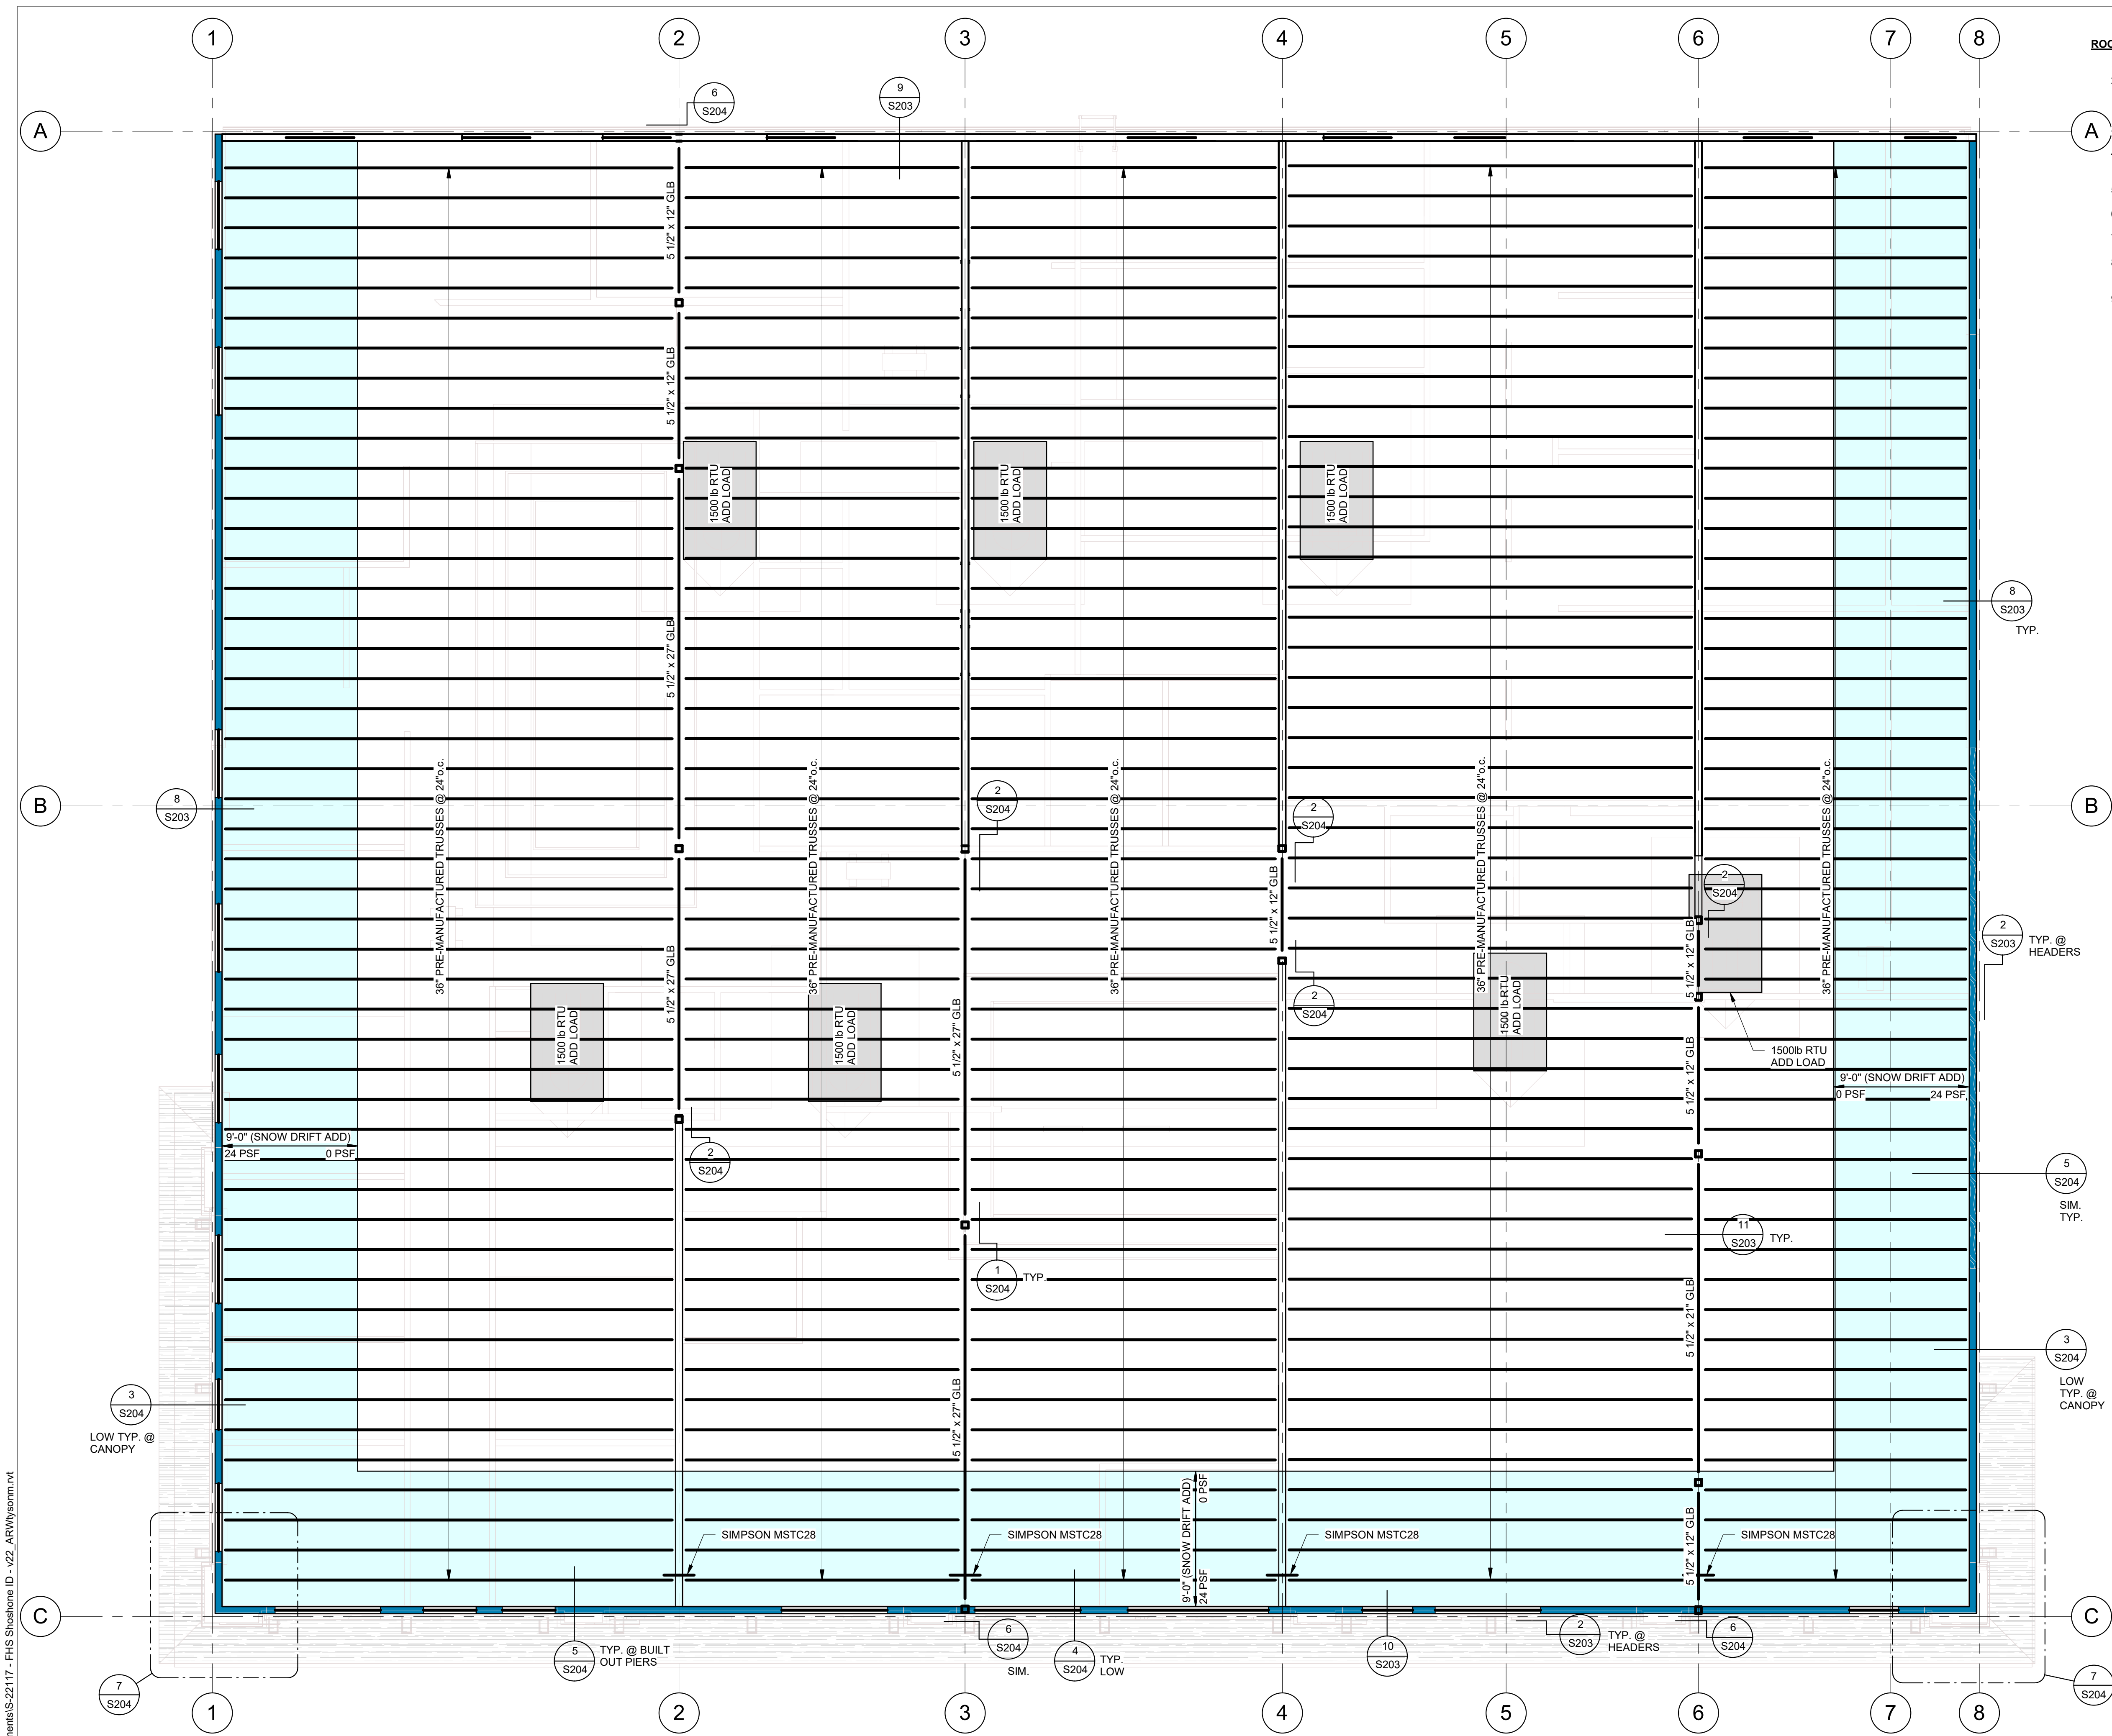 1
2
3
4
5
6
7
8
ROO
6
S204
9
S203
A
A
5 1/2" x 12" GLB
5 1/2" x 12" GLB
1500 lb RTU
ADD LOAD
1500 lb RTU
ADD LOAD
1500 lb RTU
ADD LOAD
8
S203
TYP.
5 1/2" x 27" GLB
36" PRE-MANUFACTURED TRUSSES @ 24"o.c.
36" PRE-MANUFACTURED TRUSSES @ 24"o.c.
36" PRE-MANUFACTURED TRUSSES @ 24"o.c.
36" PRE-MANUFACTURED TRUSSES @ 24"o.c.
36" PRE-MANUFACTURED TRUSSES @ 24"o.c.
B
B
8
S203
2
S204
2
S204
2
S204
5 1/2" x 12" GLB
5 1/2" x 12" GLB
2
S203
TYP. @
HEADERS
5 1/2" x 27" GLB
5 1/2" x 27" GLB
2
S204
1500 lb RTU
ADD LOAD
1500 lb RTU
ADD LOAD
1500 lb RTU
ADD LOAD
1500lb RTU
ADD LOAD
5 1/2" x 12" GLB
9'-0" (SNOW DRIFT ADD)
0 PSF
24 PSF
9'-0" (SNOW DRIFT ADD)
24 PSF
0 PSF
2
S204
5
S204
SIM.
TYP.
11
S203
TYP.
1
S204
TYP.
5 1/2" x 21" GLB
3
S204
LOW
TYP. @
CANOPY
3
S204
LOW TYP. @
CANOPY
5 1/2" x 27" GLB
9'-0" (SNOW DRIFT ADD)
0 PSF
24 PSF
SIMPSON MSTC28
SIMPSON MSTC28
SIMPSON MSTC28
SIMPSON MSTC28
5 1/2" x 12" GLB
C
C
5
S204
TYP. @ BUILT
OUT PIERS
6
S204
SIM.
4
S204
TYP.
LOW
10
S203
2
S203
TYP. @
HEADERS
6
S204
7
S204
7
S204
1
2
3
4
5
6
7
8
ments\S-22117 - FHS Shoshone ID - v22_ARWtysonm.rvt